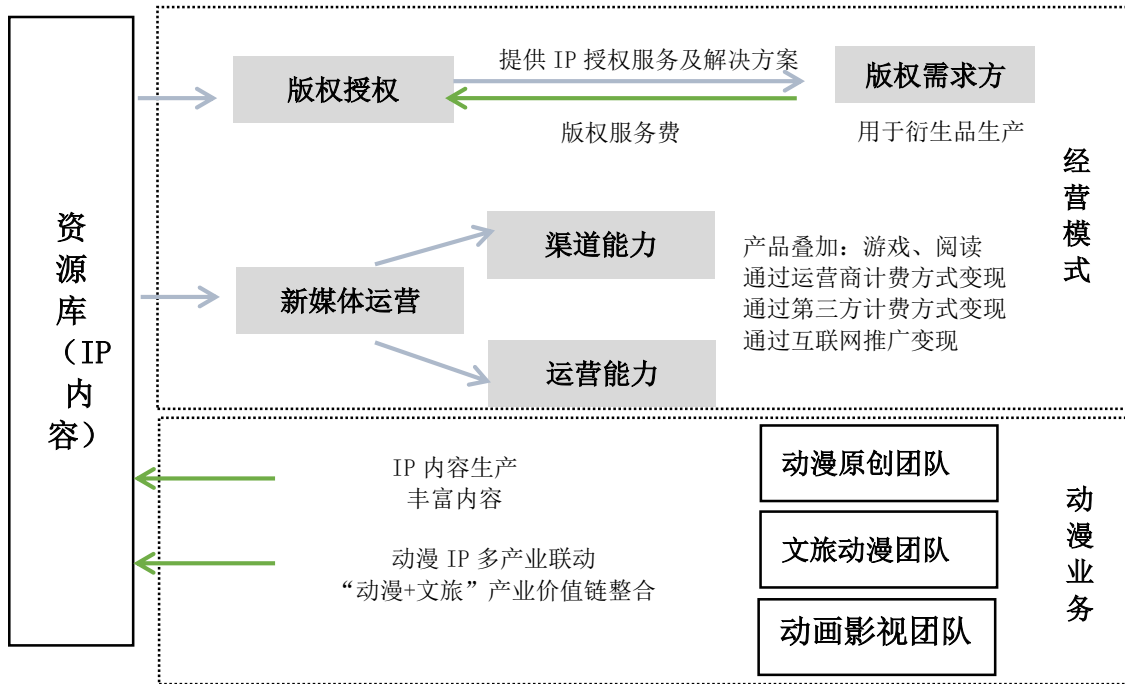 资
源
库
（IP
内
容）
版权授权
提供 IP 授权服务及解决方案
版权服务费
版权需求方
用于衍生品生产
新媒体运营
渠道能力
运营能力
产品叠加：游戏、阅读
通过运营商计费方式变现
通过第三方计费方式变现
通过互联网推广变现
经
营
模
式
IP 内容生产
丰富内容
动漫 IP 多产业联动
“动漫+文旅”产业价值链整合
动漫原创团队
文旅动漫团队
动画影视团队
动
漫
业
务